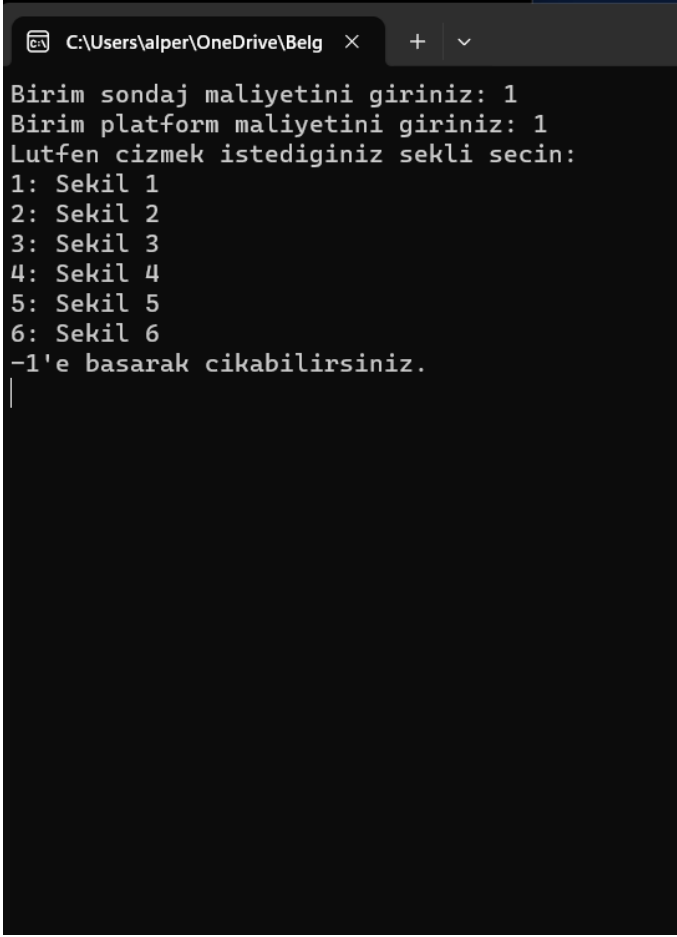 C:\Users\alper\OneDrive\Belg
Birim sondaj maliyetini giriniz: 1
Birim platform maliyetini giriniz: 1
Lutfen cizmek istediginiz sekli secin:
1: Sekil 1
2: Sekil 2
3: Sekil 3
4: Sekil 4
5: Sekil 5
6: Sekil 6
-1'e basarak cikabilirsiniz.